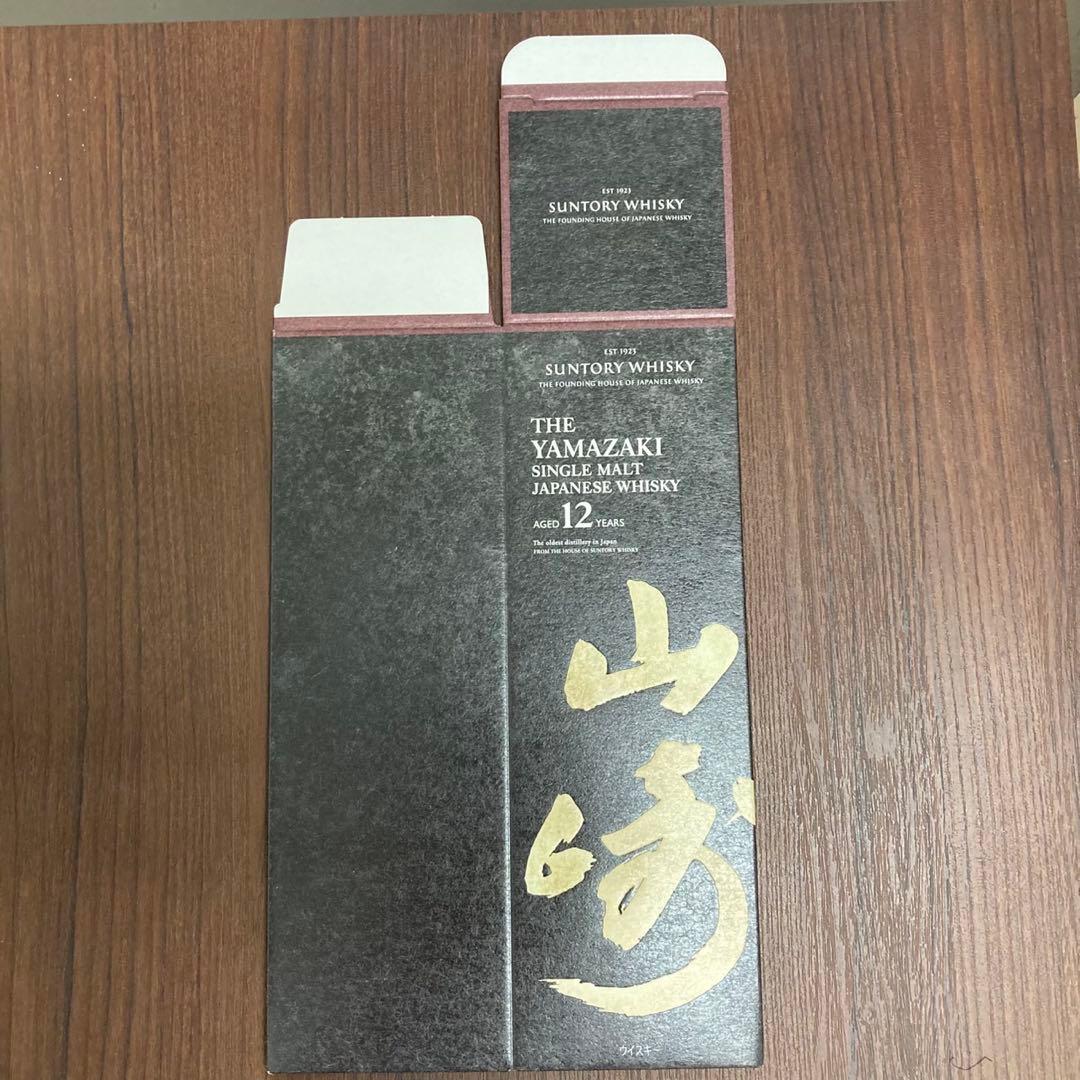 EST 1923
SUNTORY WHISKY
THE FOUNDING HOUSE OF JAPANESE WHISKY
EST 1923
SUNTORY WHISKY
THE FOUNDING HOUSE OF JAPANESE WHISKY
THE
YAMAZAKI
SINGLE MALT
JAPANESE WHISKY
AGED 12 YEARS
The oldest distillery in Japan
FROM THE HOUSE OF SUNTORY WHISKY
山崎
ウイスキ